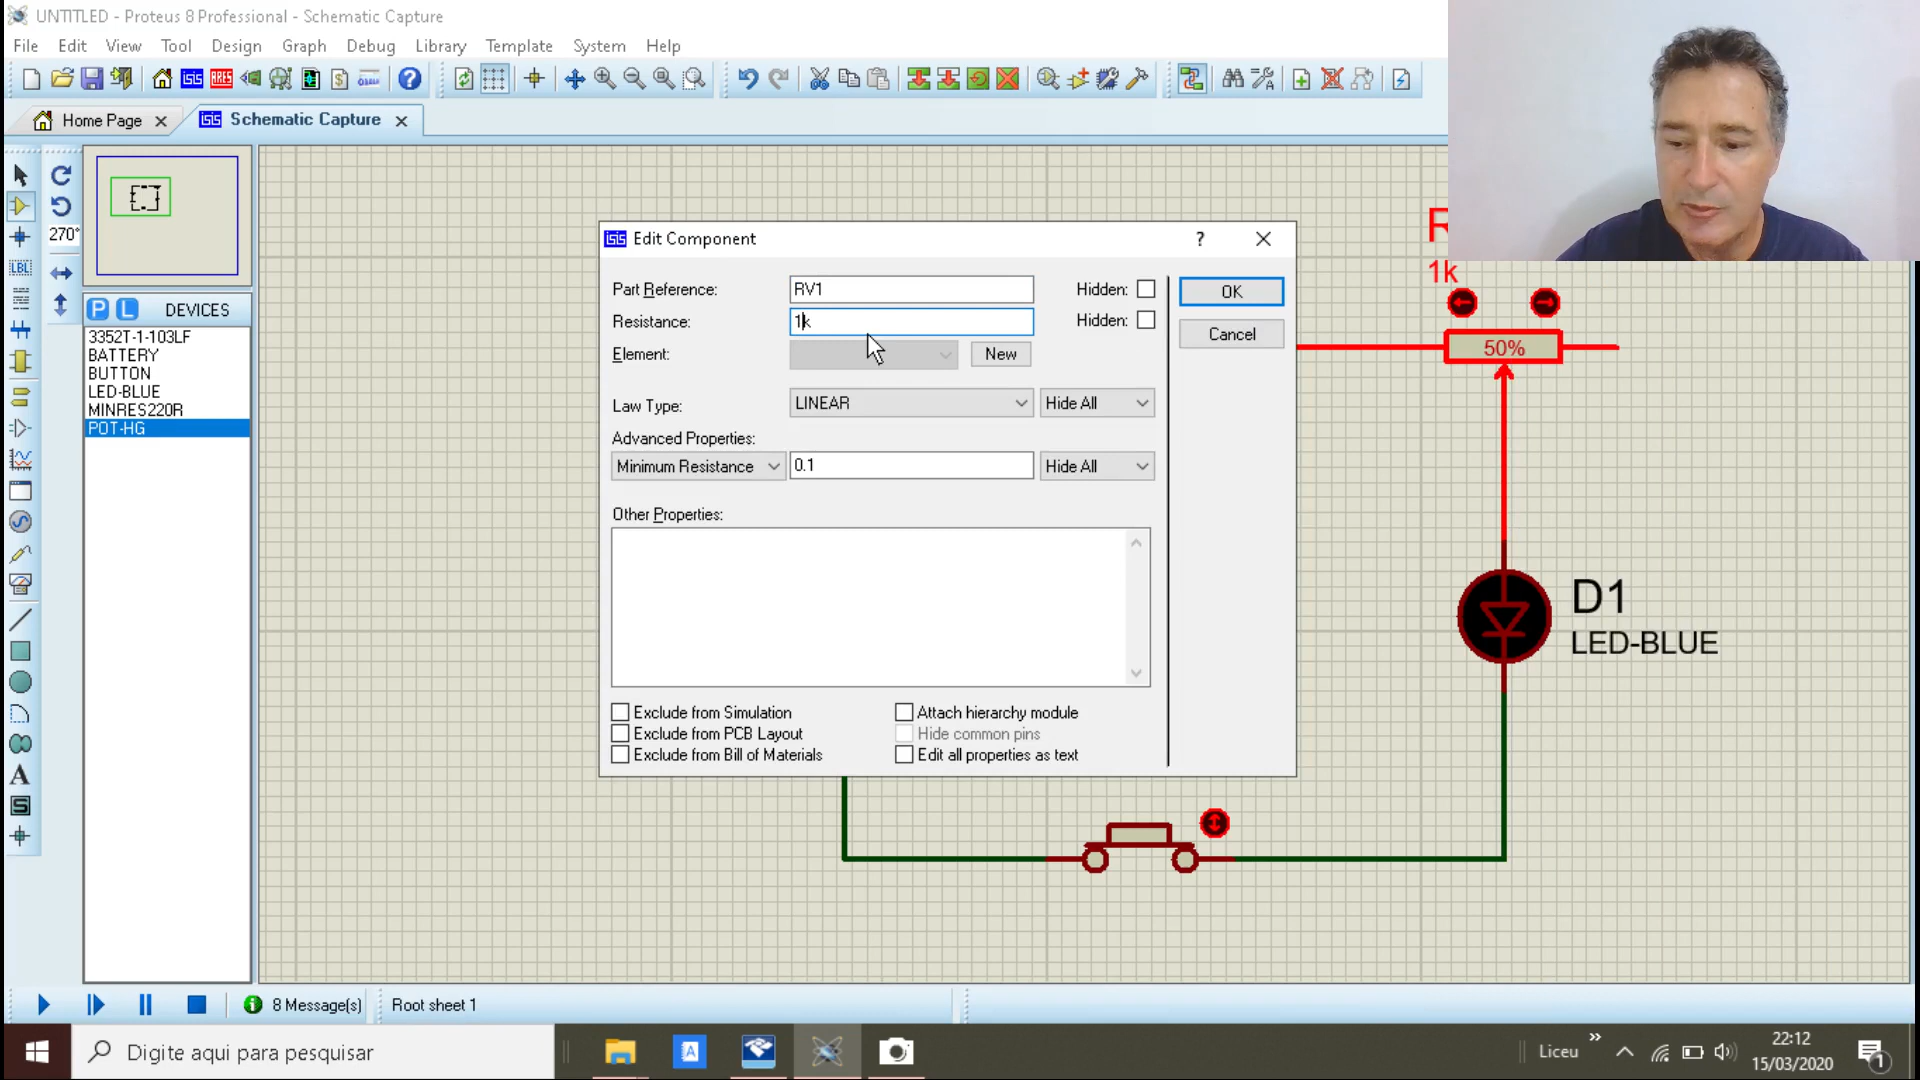 UNTITLED - Proteus 8 Professional - Schematic Capture
File Edit View Tool Design Graph Debug Library Template System Help
Home Page
Schematic Capture
270°
P L DEVICES
3352T-1-103LF
BATTERY
BUTTON
LED-BLUE
MINRES220R
POT-HG
LBL
A
S
Edit Component
?
Part Reference: RV1 Hidden:
Resistance: 1k Hidden:
Element: New
Law Type: LINEAR Hide All
Advanced Properties:
Minimum Resistance 0.1 Hide All
Other Properties:
Exclude from Simulation
Exclude from PCB Layout
Exclude from Bill of Materials
Attach hierarchy module
Hide common pins
Edit all properties as text
OK
Cancel
1k
50%
D1
LED-BLUE
8 Message(s)
Root sheet 1
Digite aqui para pesquisar
Liceu
22:12
15/03/2020
1